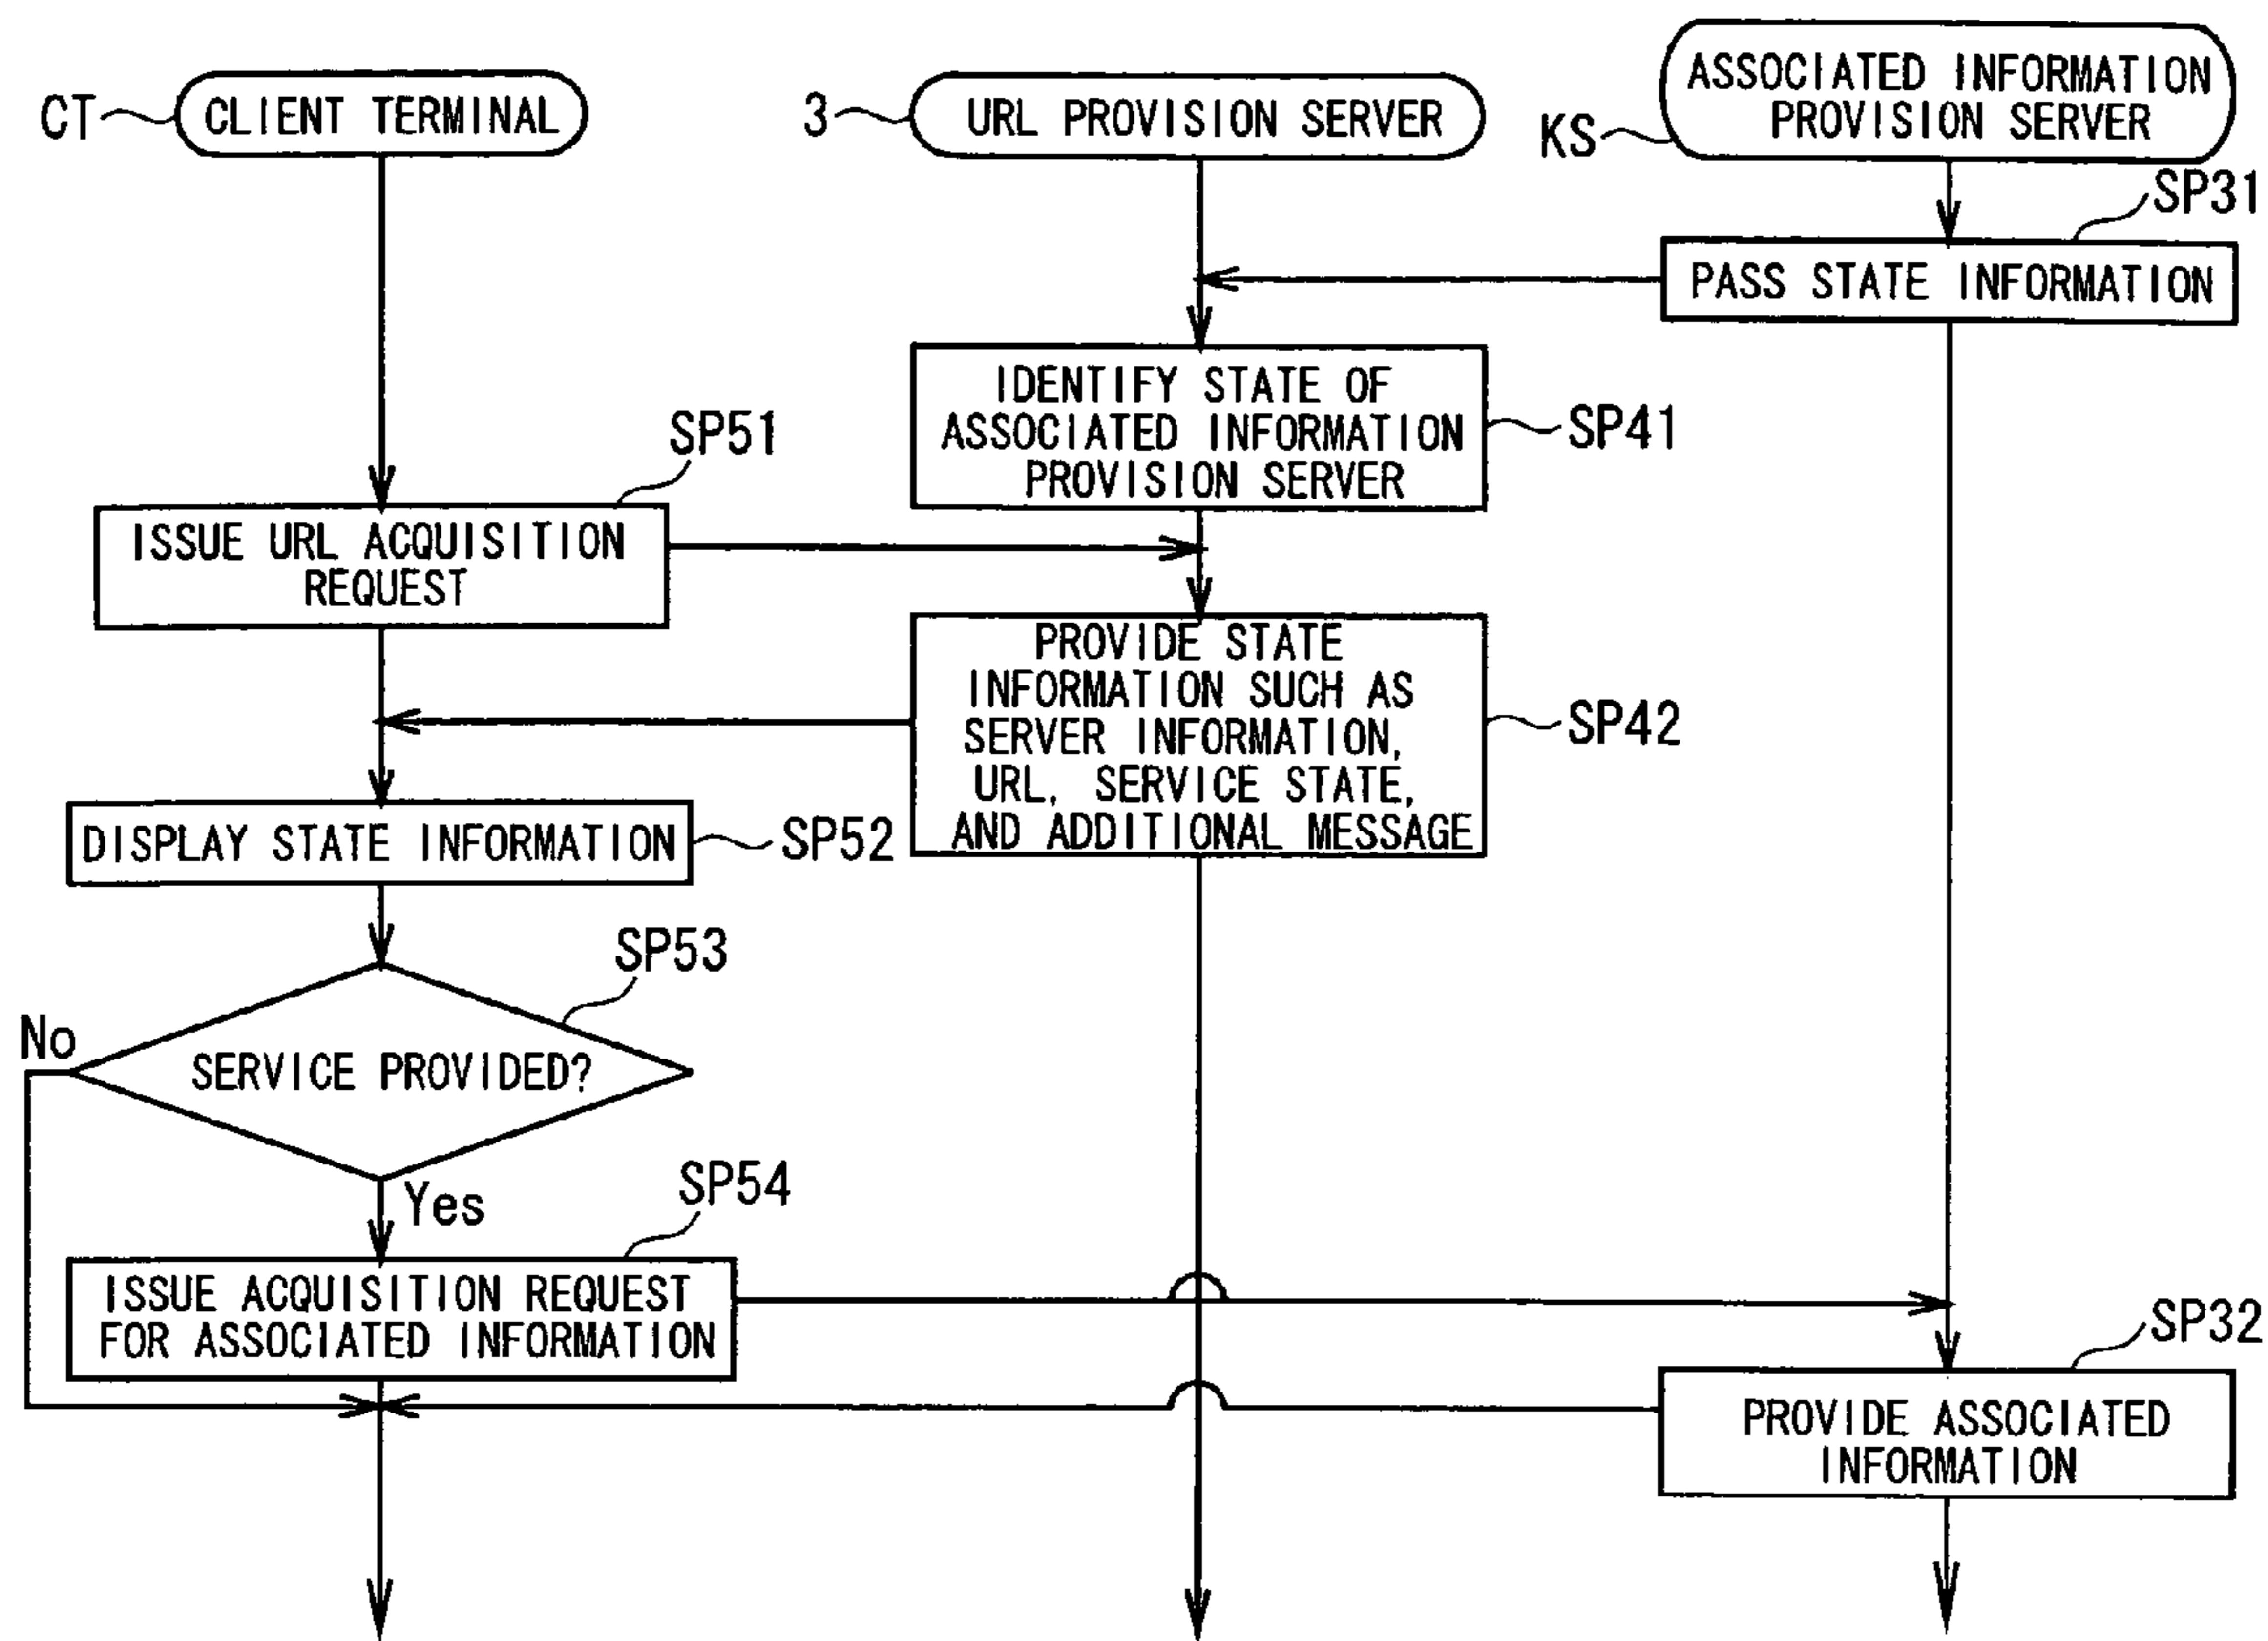 CT
CLIENT TERMINAL
3
URL PROVISION SERVER
KS
ASSOCIATED INFORMATION
PROVISION SERVER
SP31
PASS STATE INFORMATION
IDENTIFY STATE OF
ASSOCIATED INFORMATION
PROVISION SERVER
SP41
SP51
ISSUE URL ACQUISITION
REQUEST
PROVIDE STATE
INFORMATION SUCH AS
SERVER INFORMATION,
URL, SERVICE STATE,
AND ADDITIONAL MESSAGE
SP42
DISPLAY STATE INFORMATION
SP52
SP53
No
SERVICE PROVIDED?
Yes
SP54
ISSUE ACQUISITION REQUEST
FOR ASSOCIATED INFORMATION
SP32
PROVIDE ASSOCIATED
INFORMATION